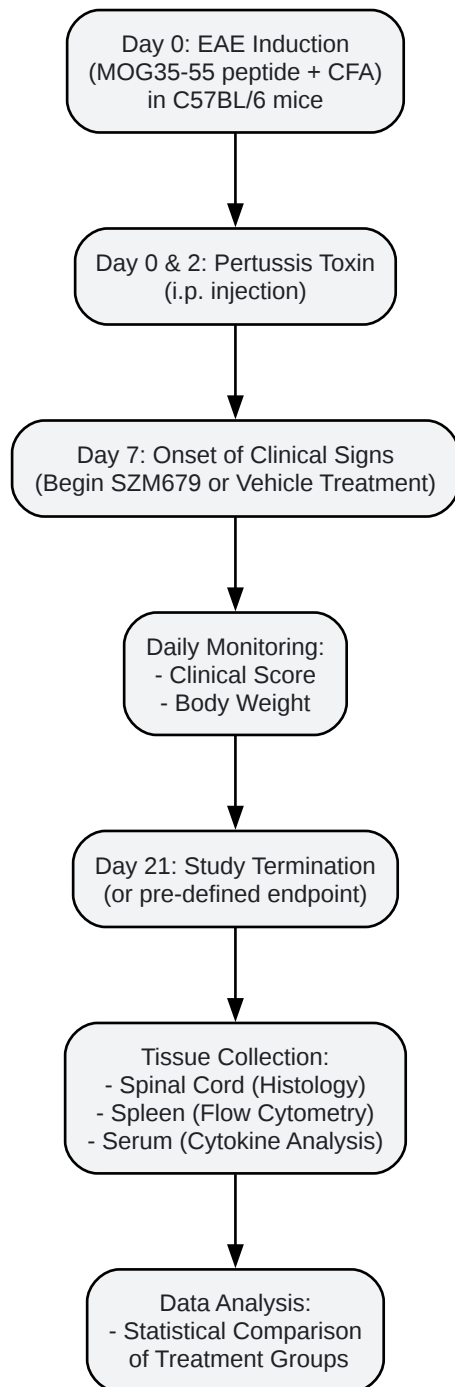 Day 0: EAE Induction
(MOG35-55 peptide + CFA)
in C57BL/6 mice
Day 0 & 2: Pertussis Toxin
(i.p. injection)
Day 7: Onset of Clinical Signs
(Begin SZM679 or Vehicle Treatment)
Daily Monitoring:
- Clinical Score
- Body Weight
Day 21: Study Termination
(or pre-defined endpoint)
Tissue Collection:
- Spinal Cord (Histology)
- Spleen (Flow Cytometry)
- Serum (Cytokine Analysis)
Data Analysis:
- Statistical Comparison
of Treatment Groups